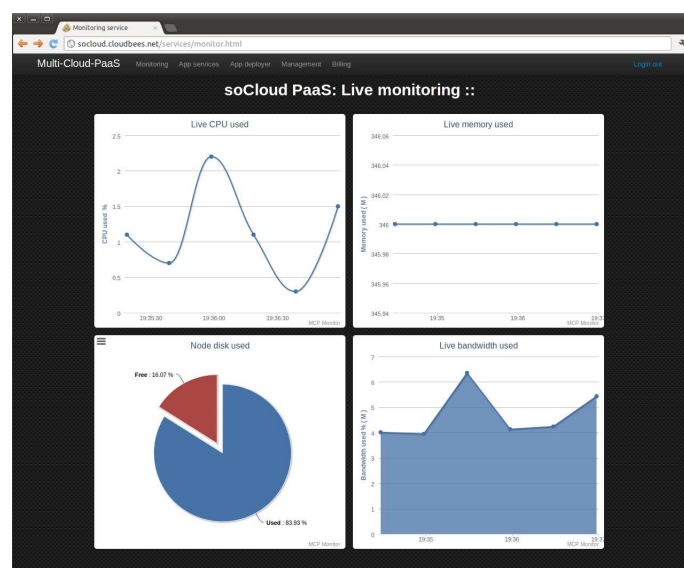 Monitoring service
socloud.cloudbees.net/services/monitor.html
Multi-Cloud-PaaS Monitoring App services App deployer Management Billing Login out
soCloud PaaS: Live monitoring ::
Live CPU used
2.5
2
1.5
1
0.5
0
CPU used %
19:35:30 19:36:00 19:36:30
MCP Monitor
Live memory used
346.06
346.04
346.02
346
345.98
345.96
345.94
Memory used ( M )
19:35 19:36 19:37
MCP Monitor
Node disk used
Free : 16.07 %
Used : 83.93 %
MCP Monitor
Live bandwidth used
7
6
5
4
3
2
1
0
Bandwidth used % ( M )
19:35 19:36 19:37
MCP Monitor